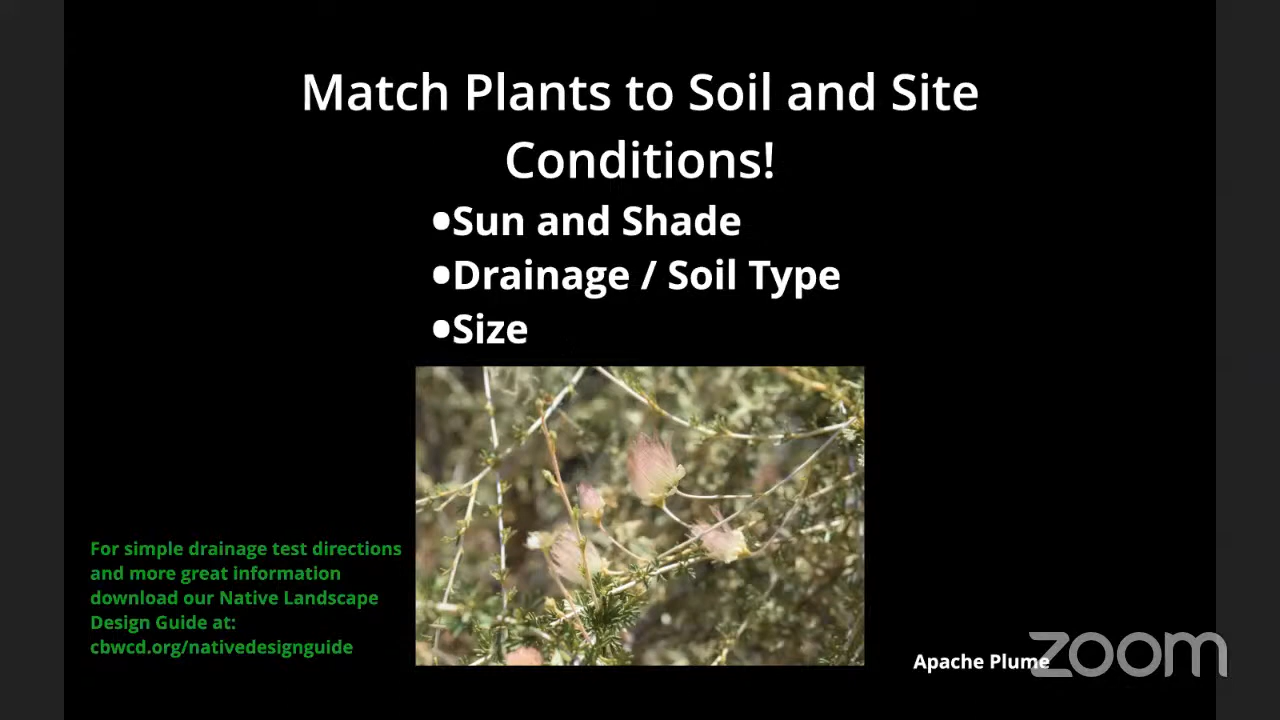 Match Plants to Soil and Site
Conditions!
•Sun and Shade
•Drainage / Soil Type
•Size
For simple drainage test directions
and more great information
download our Native Landscape
Design Guide at:
cbwcd.org/nativedesignguide
Apache Plume
zoom